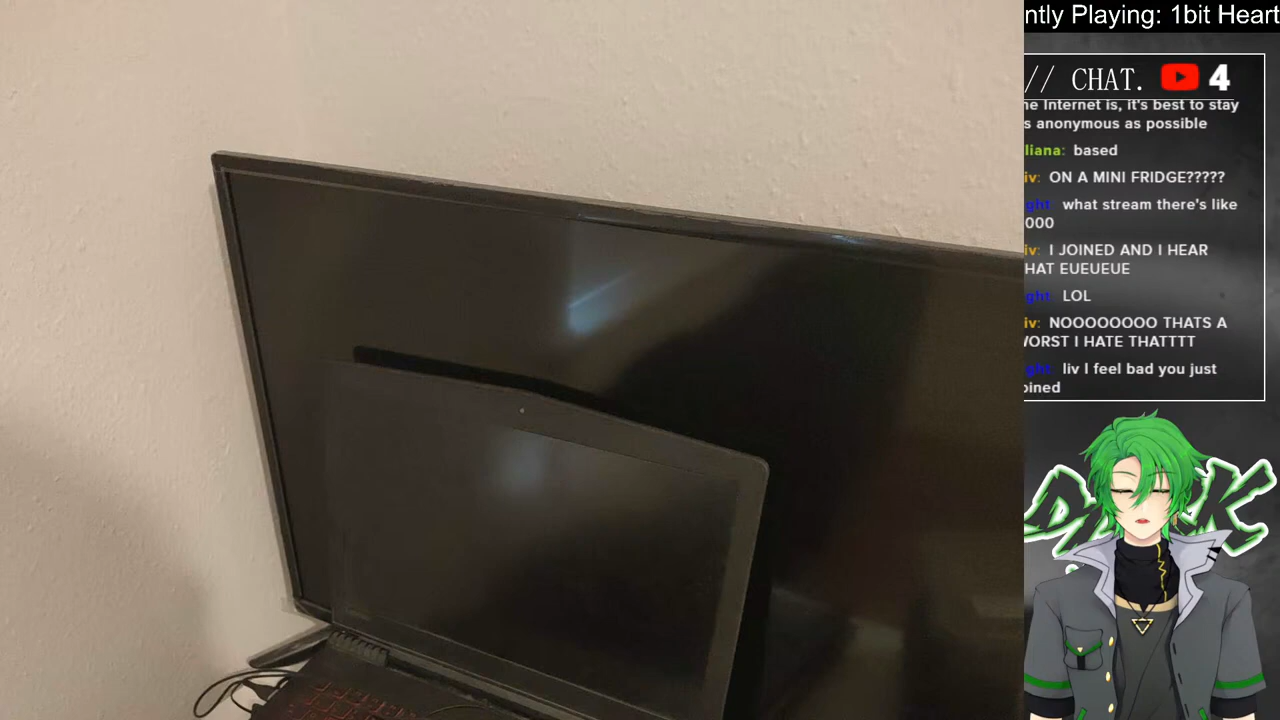 ntly Playing: 1bit Heart
// CHAT. 4
ne Internet is, it's best to stay
s anonymous as possible
liana: based
iv: ON A MINI FRIDGE?????
ght: what stream there's like
000
iv: I JOINED AND I HEAR
HAT EUEUEUE
ght: LOL
iv: NOOOOOOOO THATS A
WORST I HATE THATTTT
ght: liv I feel bad you just
oined